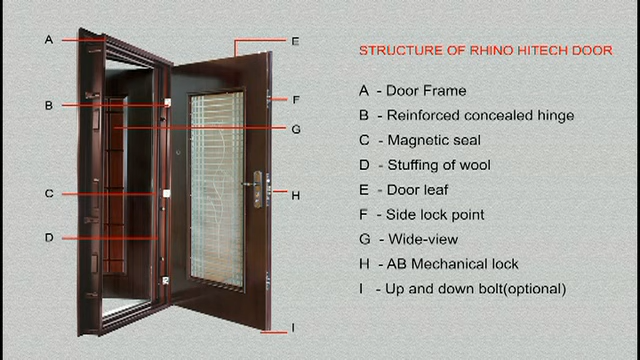 STRUCTURE OF RHINO HITECH DOOR
A - Door Frame
B - Reinforced concealed hinge
C - Magnetic seal
D - Stuffing of wool
E - Door leaf
F - Side lock point
G - Wide-view
H - AB Mechanical lock
I - Up and down bolt(optional)
A
B
C
D
E
F
G
H
I